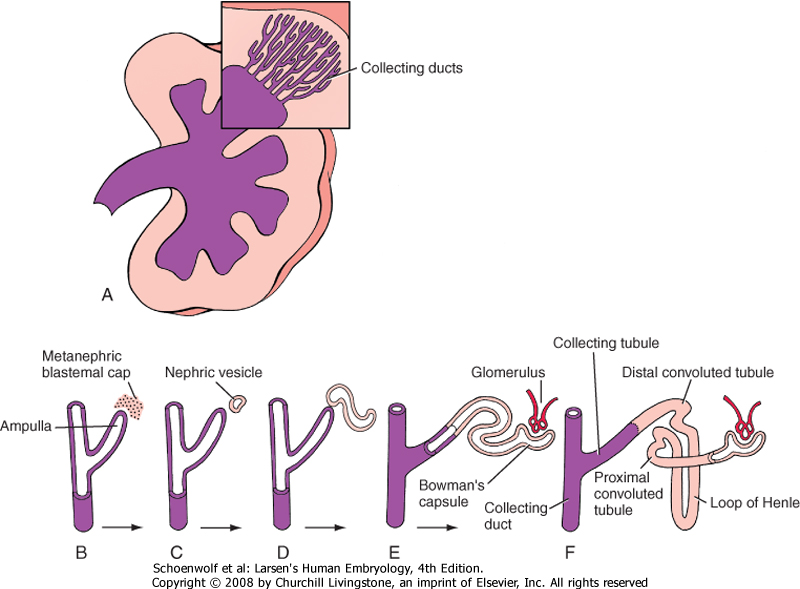 Collecting ducts
A
Metanephric
blastemal cap
Ampulla
Nephric vesicle
Glomerulus
Bowman's
capsule
Collecting
duct
Collecting tubule
Distal convoluted tubule
Proximal
convoluted
tubule
Loop of Henle
B
C
D
E
F
Schoenwolf et al: Larsen's Human Embryology, 4th Edition.
Copyright © 2008 by Churchill Livingstone, an imprint of Elsevier, Inc. All rights reserved